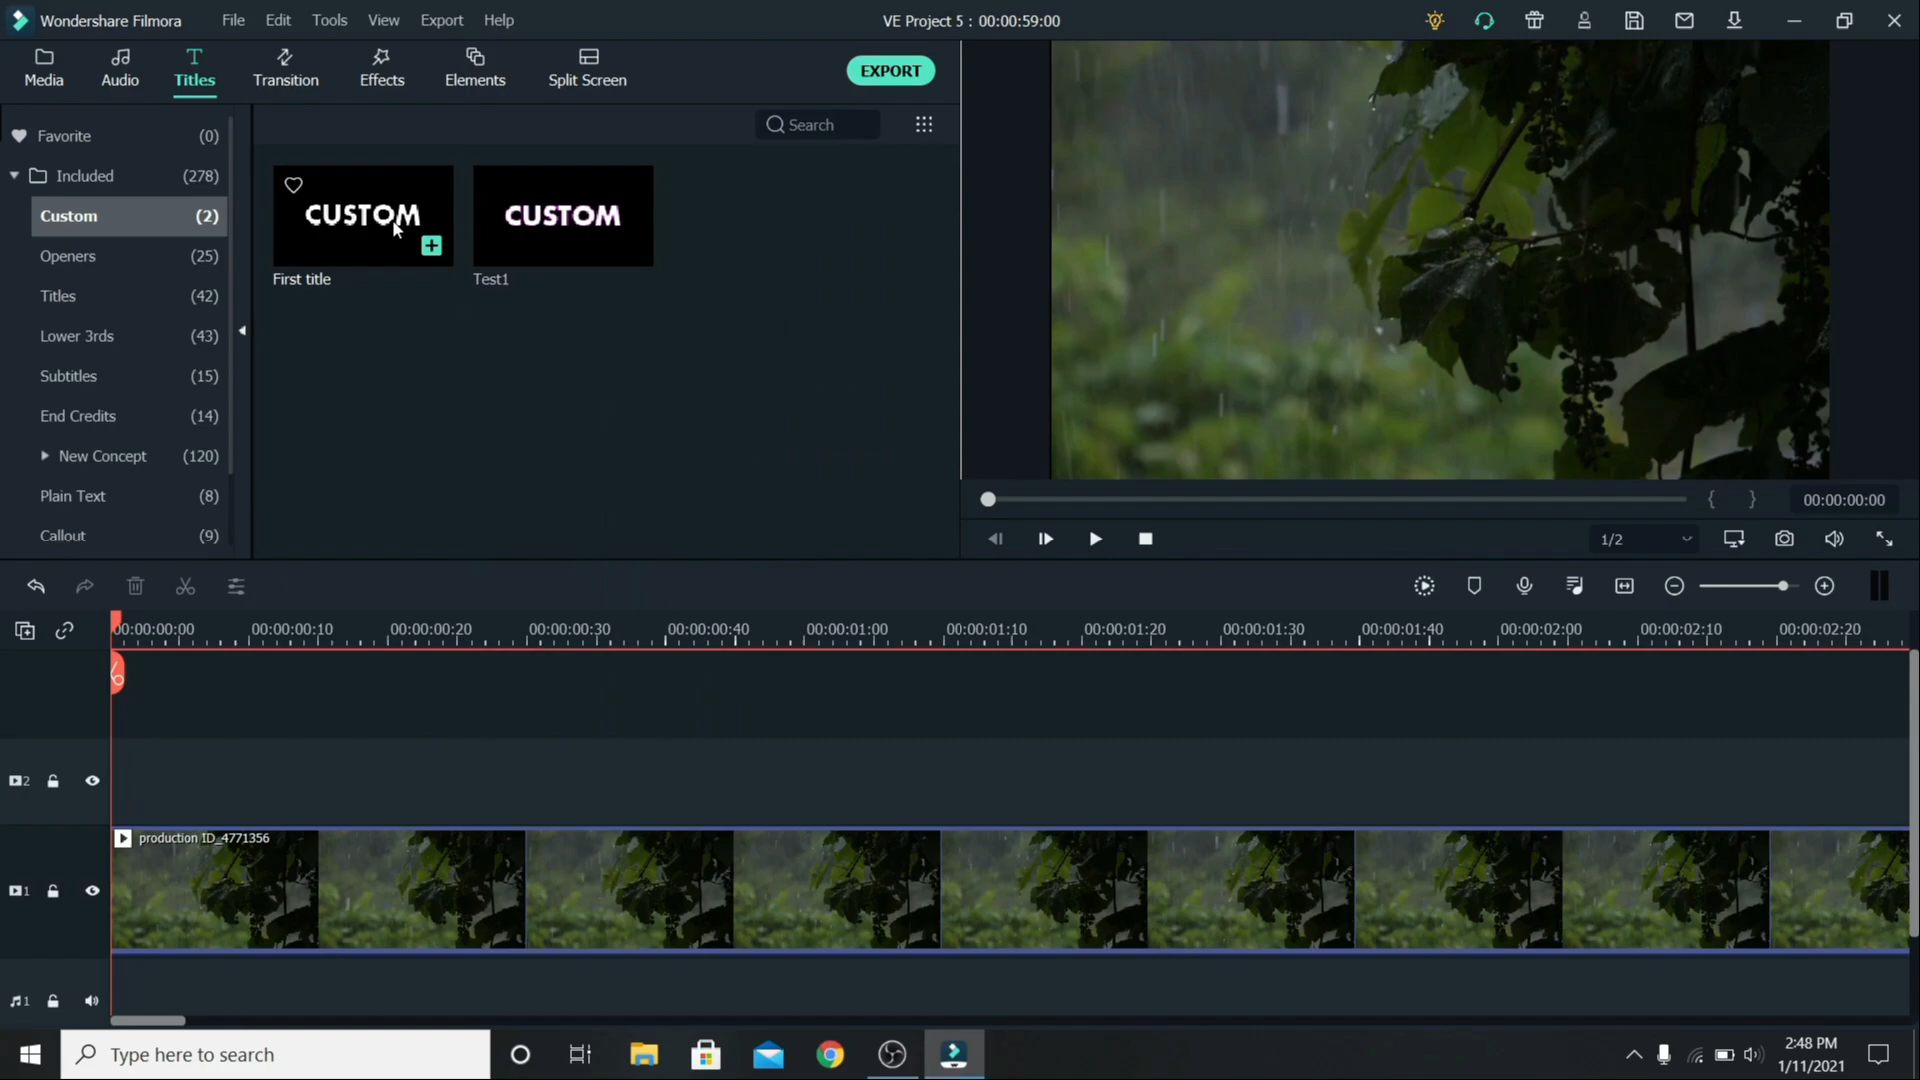 Wondershare Filmora File Edit Tools View Export Help VE Project 5 : 00:00:59:00
Media Audio Titles Transition Effects Elements Split Screen EXPORT
Favorite (0)
Search
Included (278)
Custom (2)
Openers (25)
Titles (42)
Lower 3rds (43)
Subtitles (15)
End Credits (14)
New Concept (120)
Plain Text (8)
Callout (9)
CUSTOM CUSTOM
First title Test1
00:00:00:00
1/2
00:00:00:00 00:00:00:10 00:00:00:20 00:00:00:30 00:00:00:40 00:00:01:00 00:00:01:10 00:00:01:20 00:00:01:30 00:00:01:40 00:00:02:00 00:00:02:10 00:00:02:20
2
production ID_4771356
1
1
Type here to search
2:48 PM
1/11/2021